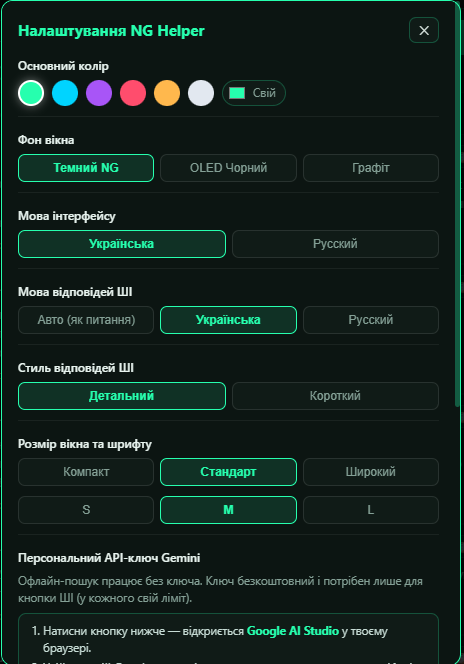 Налаштування NG Helper
Основний колір
Свій
Фон вікна
Темний NG
OLED Чорний
Графіт
Мова інтерфейсу
Українська
Русский
Мова відповідей ШІ
Авто (як питання)
Українська
Русский
Стиль відповідей ШІ
Детальний
Короткий
Розмір вікна та шрифту
Компакт
Стандарт
Широкий
S
M
L
Персональний API-ключ Gemini
Офлайн-пошук працює без ключа. Ключ безкоштовний і потрібен лише для
кнопки ШІ (у кожного свій ліміт).
1. Натисни кнопку нижче — відкриється Google AI Studio у твоєму
браузері.